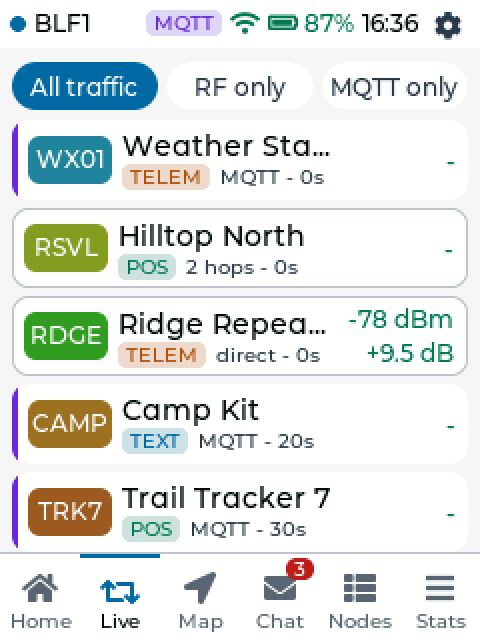 BLF1 MQTT 87% 16:36
All traffic RF only MQTT only
WX01 Weather Sta... -
TELEM MQTT - 0s
RSVL Hilltop North -
POS 2 hops - 0s
RDGE Ridge Repea... -78 dBm
TELEM direct - 0s +9.5 dB
CAMP Camp Kit -
TEXT MQTT - 20s
TRK7 Trail Tracker 7 -
POS MQTT - 30s
3
Home Live Map Chat Nodes Stats